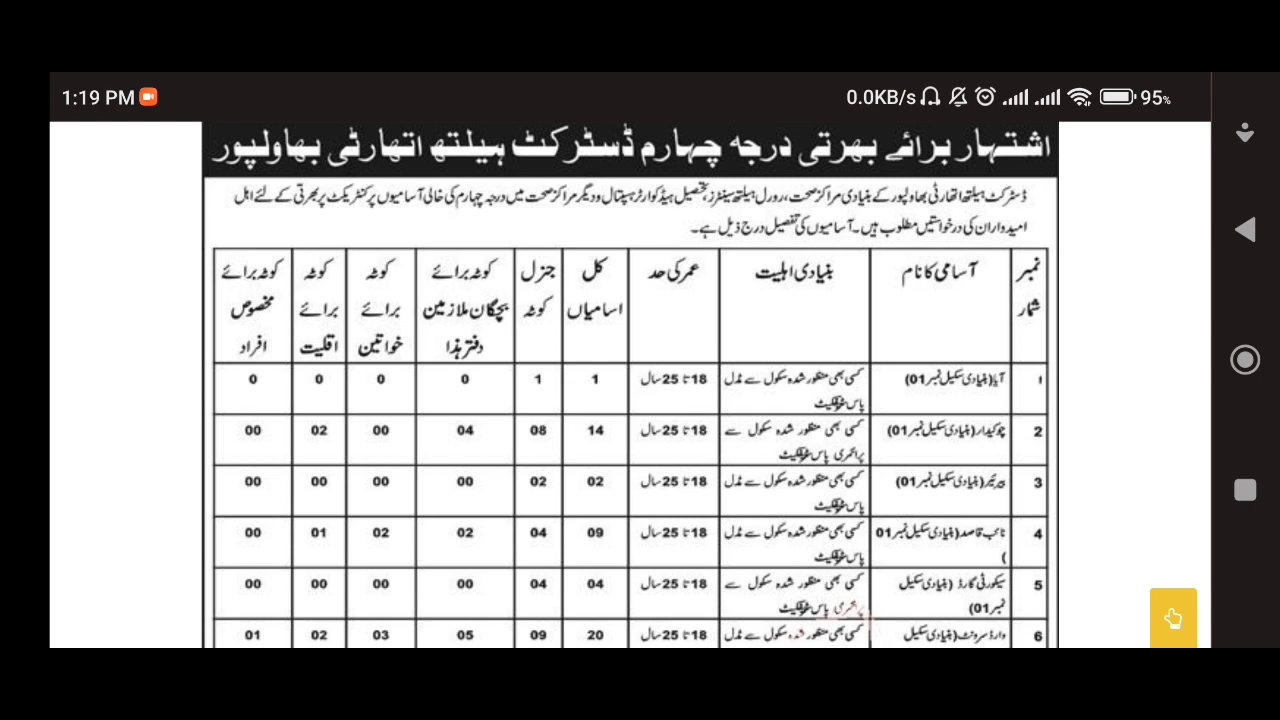 1:19 PM 0.0KB/s 95%
اشتہار برائے بھرتی درجہ چہارم ڈسٹرکٹ ہیلتھ اتھارٹی بھاولپور
ڈسٹرکٹ ہیلتھ اتھارٹی بھاولپور کے بنیادی مراکز صحت، رورل ہیلتھ سینٹرز، تحصیل ہیڈ کوارٹر ہسپتال و دیگر مراکز صحت میں درجہ چہارم کی خالی آسامیوں پر کنٹریکٹ پر بھرتی کے لئے اہل
امیدواران کی درخواستیں مطلوب ہیں۔ آسامیوں کی تفصیل درج ذیل ہے۔
نمبر شمار آسامی کا نام بنیادی اہلیت عمر کی حد کل اسامیاں جنرل کوٹہ کوٹہ برائے بچگان ملازمین دفتر ہذا کوٹہ برائے خواتین کوٹہ برائے اقلیت کوٹہ برائے مخصوص افراد
۱ آیا (بنیادی سکیل نمبر 01) کسی بھی منظور شدہ سکول سے مڈل 18 تا 25 سال 1 1 0 0 0 0
پاس سرٹیفکیٹ
2 چوکیدار (بنیادی سکیل نمبر 01) کسی بھی منظور شدہ سکول سے 18 تا 25 سال 14 08 04 00 02 00
پرائمری پاس سرٹیفکیٹ
3 بیرئیر (بنیادی سکیل نمبر 01) کسی بھی منظور شدہ سکول سے مڈل 18 تا 25 سال 02 02 00 00 00 00
پاس سرٹیفکیٹ
4 نائب قاصد (بنیادی سکیل نمبر 01 کسی بھی منظور شدہ سکول سے مڈل 18 تا 25 سال 09 04 02 02 01 00
) پاس سرٹیفکیٹ
5 سیکورٹی گارڈ (بنیادی سکیل کسی بھی منظور شدہ سکول سے 18 تا 25 سال 04 04 00 00 00 00
نمبر 01) پرائمری پاس سرٹیفکیٹ
6 وارڈ سرونٹ (بنیادی سکیل کسی بھی منظور شدہ سکول سے مڈل 18 تا 25 سال 20 09 05 03 02 01